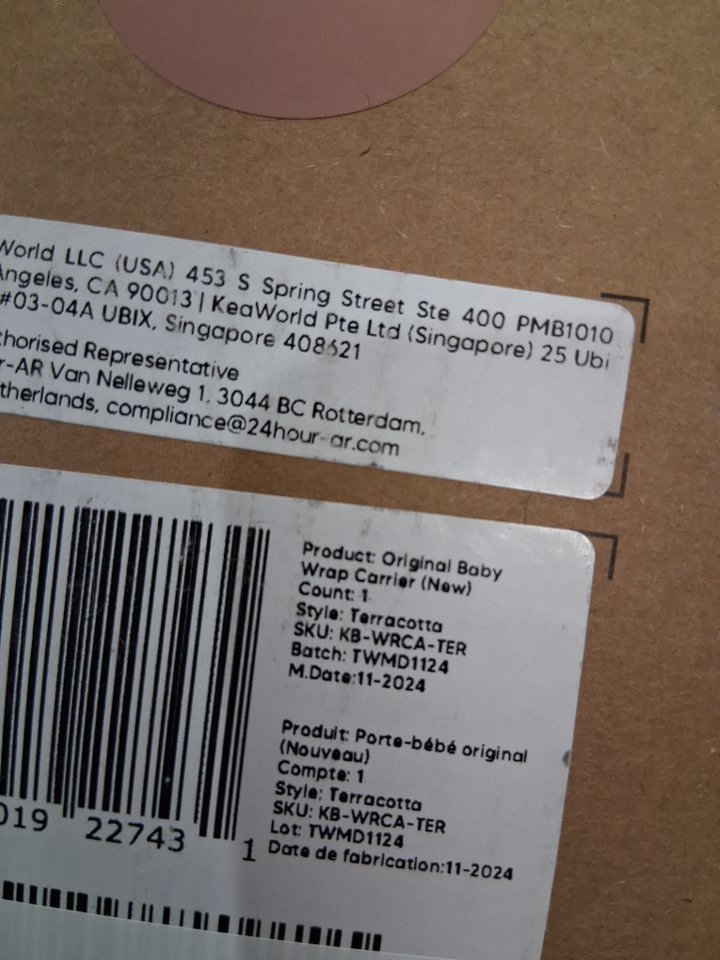 World LLC (USA) 453 S Spring Street Ste 400 PMB1010
Angeles, CA 90013 | KeaWorld Pte Ltd (Singapore) 25 Ubi
#03-04A UBIX, Singapore 408621
thorised Representative
r-AR Van Nelleweg 1, 3044 BC Rotterdam,
therlands, compliance@24hour-ar.com
Product: Original Baby
Wrap Carrier (New)
Count: 1
Style: Terracotta
SKU: KB-WRCA-TER
Batch: TWMD1124
M.Date:11-2024
Produit: Porte-bébé original
(Nouveau)
Compte: 1
Style: Terracotta
SKU: KB-WRCA-TER
Lot: TWMD1124
Date de fabrication:11-2024
019 22743 1